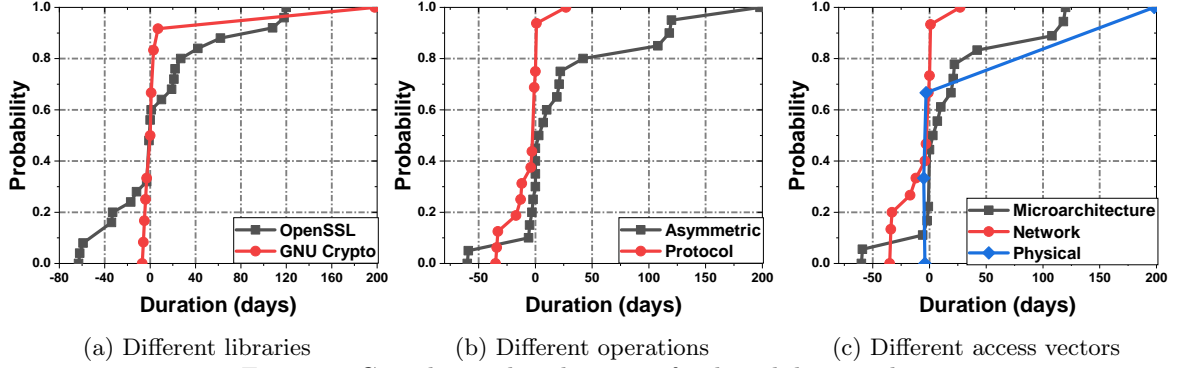 1.0
0.8
0.6
0.4
0.2
0.0
Probability
-80
-40
0
40
80
120
160
200
Duration (days)
OpenSSL
GNU Crypto
(a) Different libraries
1.0
0.8
0.6
0.4
0.2
0.0
Probability
-50
0
50
100
150
200
Duration (days)
Asymmetric
Protocol
(b) Different operations
1.0
0.8
0.6
0.4
0.2
0.0
Probability
-50
0
50
100
150
200
Duration (days)
Microarchitecture
Network
Physical
(c) Different access vectors